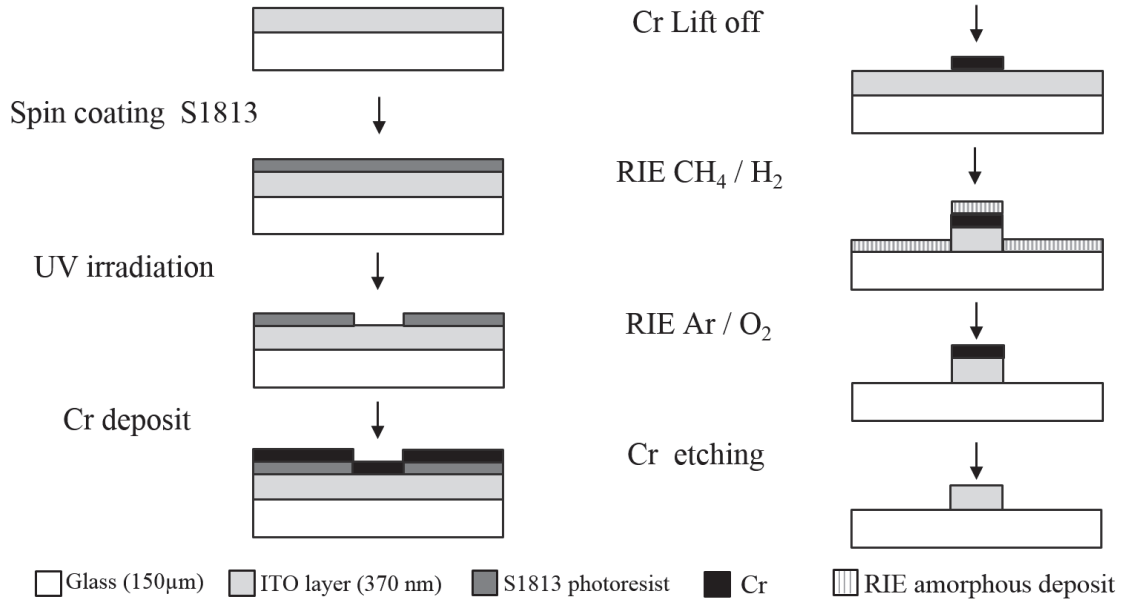 Spin coating S1813
UV irradiation
Cr deposit
Cr Lift off
RIE CH₄ / H₂
RIE Ar / O₂
Cr etching
Glass (150μm)
ITO layer (370 nm)
S1813 photoresist
Cr
RIE amorphous deposit